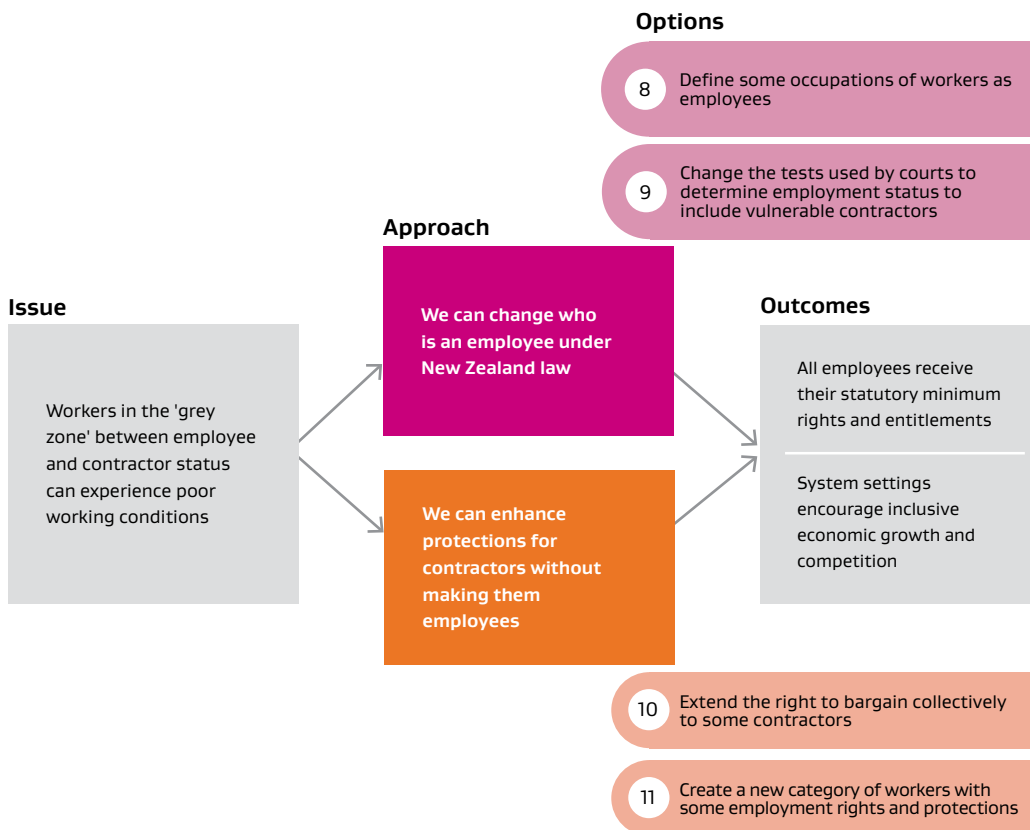 Options
8
Define some occupations of workers as
employees
9
Change the tests used by courts to
determine employment status to
include vulnerable contractors
Approach
We can change who
is an employee under
New Zealand law
Issue
Workers in the 'grey
zone' between employee
and contractor status
can experience poor
working conditions
Outcomes
All employees receive
their statutory minimum
rights and entitlements
System settings
encourage inclusive
economic growth and
competition
We can enhance
protections for
contractors without
making them
employees
10
Extend the right to bargain collectively
to some contractors
11
Create a new category of workers with
some employment rights and protections